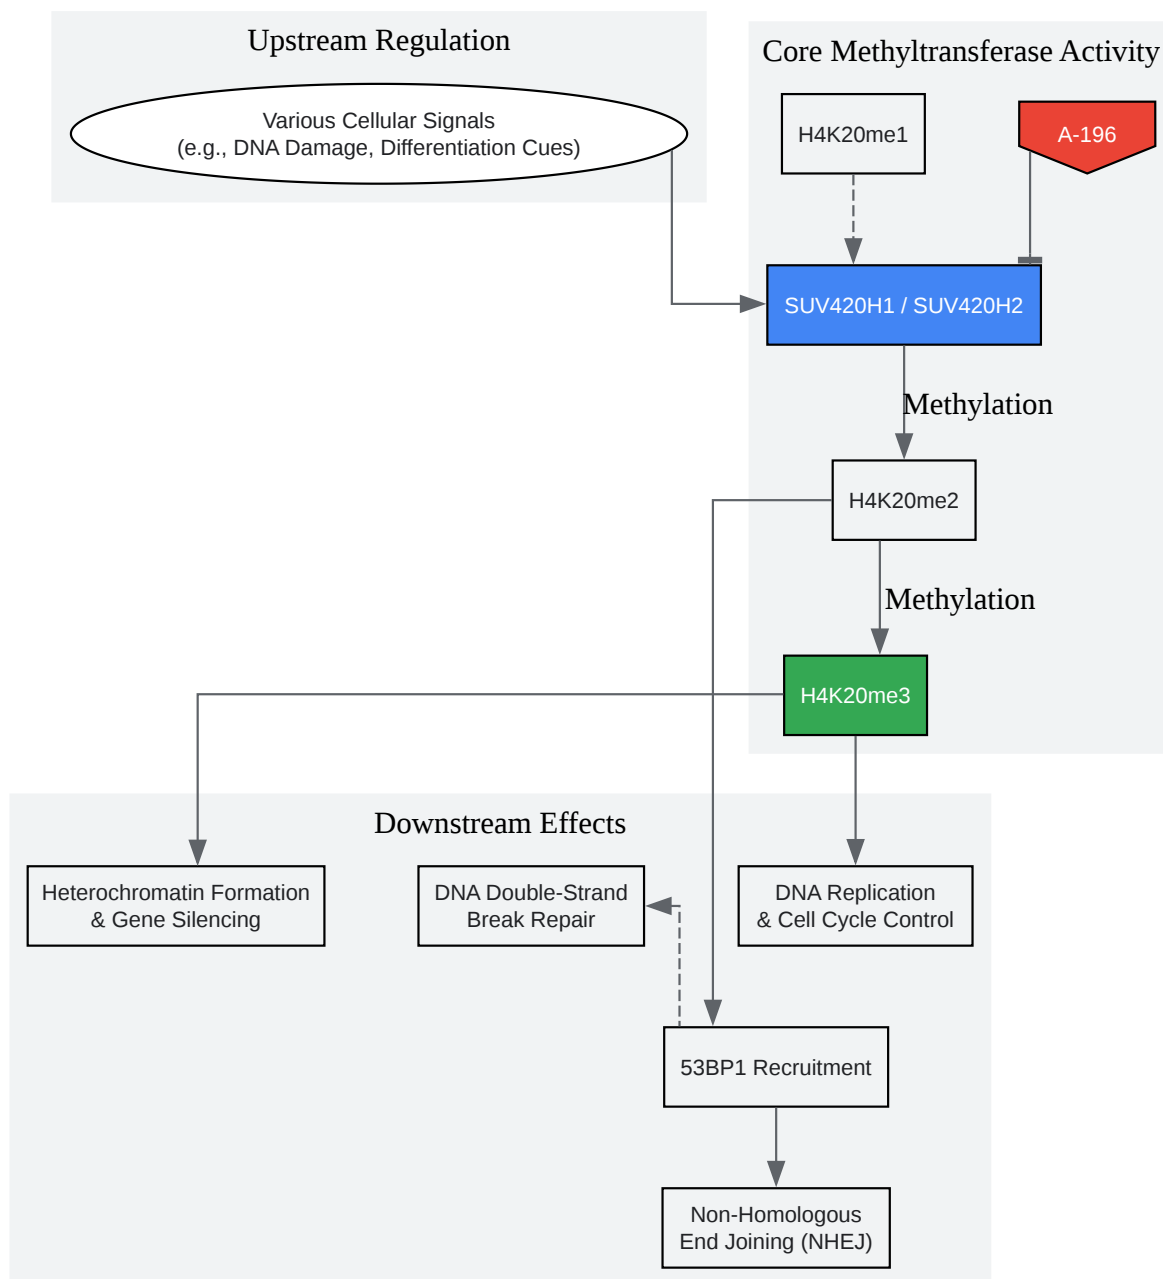 Upstream Regulation
Various Cellular Signals
(e.g., DNA Damage, Differentiation Cues)
Core Methyltransferase Activity
H4K20me1
A-196
SUV420H1 / SUV420H2
Methylation
H4K20me2
Methylation
H4K20me3
Downstream Effects
Heterochromatin Formation
& Gene Silencing
DNA Double-Strand
Break Repair
DNA Replication
& Cell Cycle Control
53BP1 Recruitment
Non-Homologous
End Joining (NHEJ)